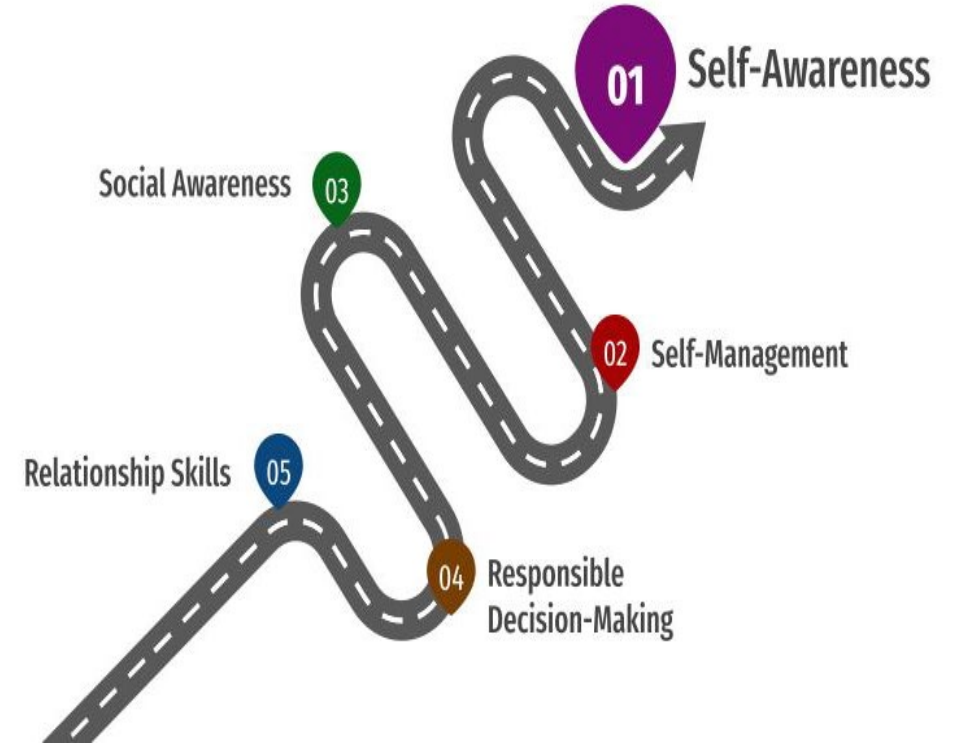 01 Self-Awareness
Social Awareness 03
02 Self-Management
Relationship Skills 05
04 Responsible
Decision-Making